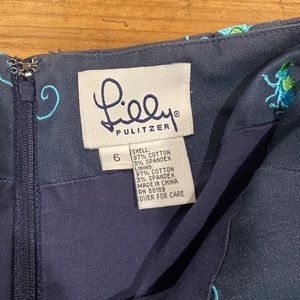 Lilly®
PULITZER
6
SHELL:
97% COTTON
3% SPANDEX
LINING:
97% COTTON
3% SPANDEX
MADE IN CHINA
RN 89189
OVER FOR CARE